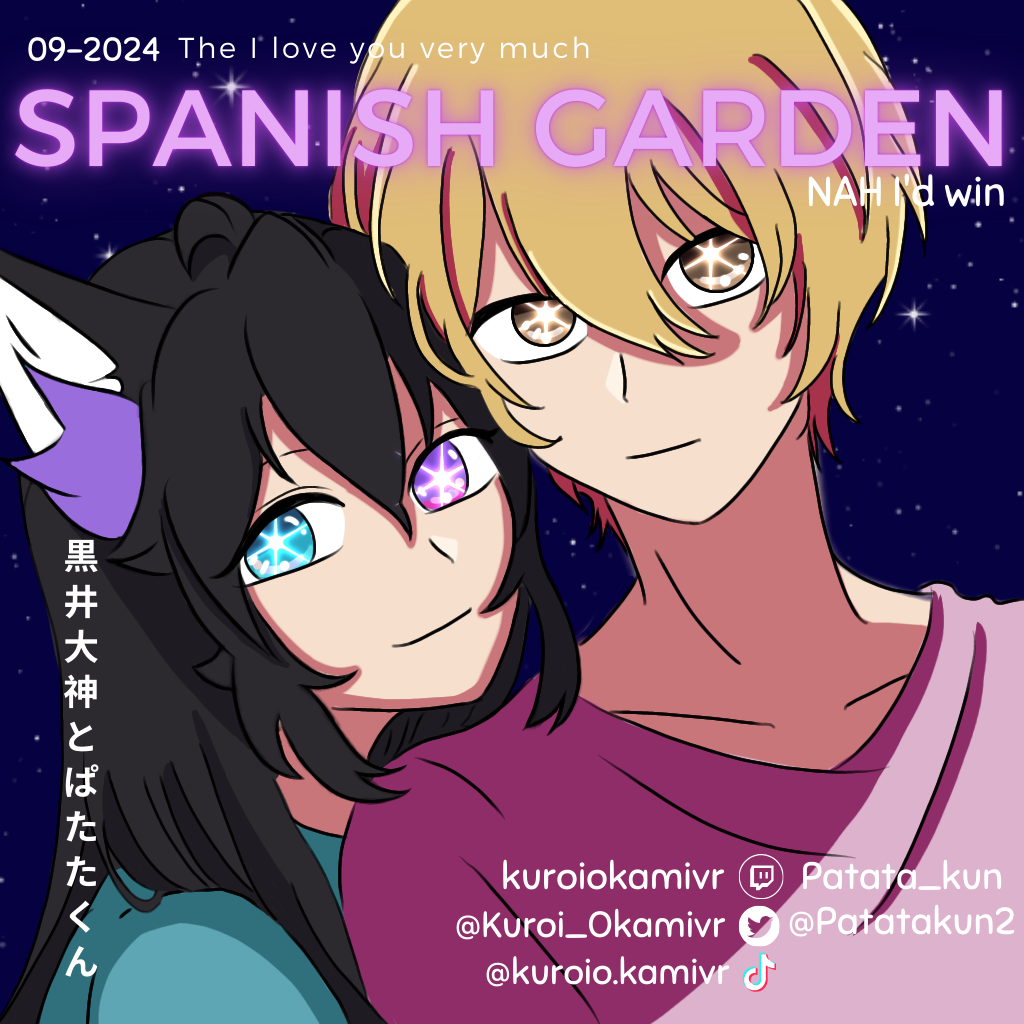 09-2024 The I love you very much
SPANISH GARDEN
NAH I'd win
黒井大神とぱたたくん
kuroiokamivr Patata_kun
@Kuroi_Okamivr @Patatakun2
@kuroio.kamivr